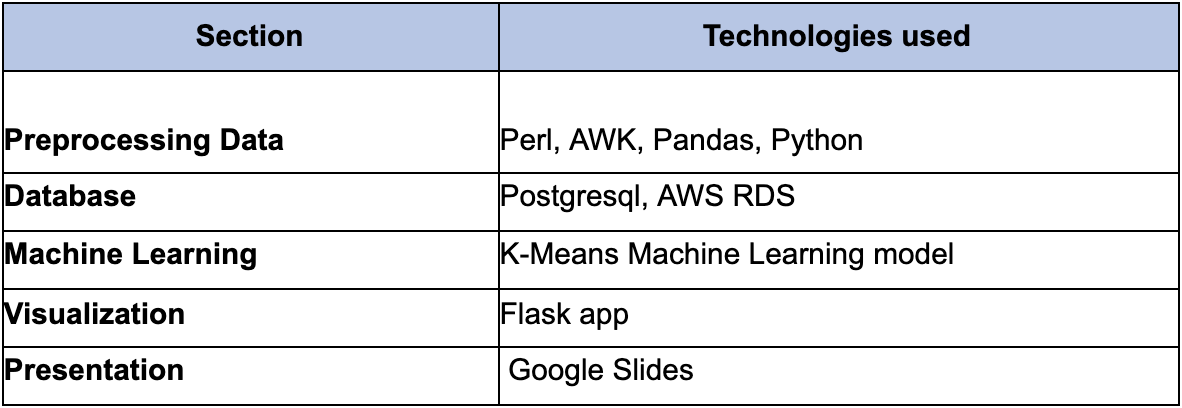 Section Technologies used
Preprocessing Data Perl, AWK, Pandas, Python
Database Postgresql, AWS RDS
Machine Learning K-Means Machine Learning model
Visualization Flask app
Presentation Google Slides